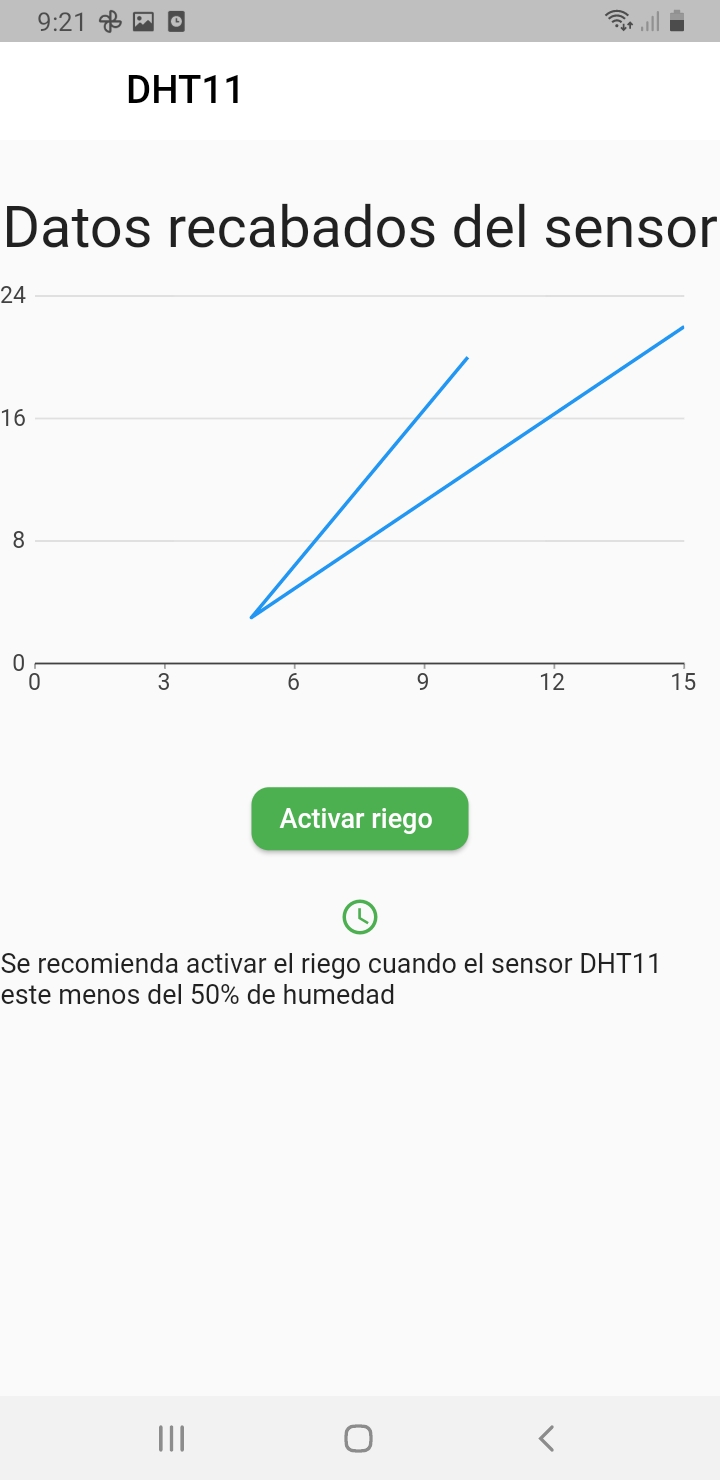 9:21
DHT11
Datos recabados del sensor
24
16
8
0
0 3 6 9 12 15
Activar riego
Se recomienda activar el riego cuando el sensor DHT11
este menos del 50% de humedad